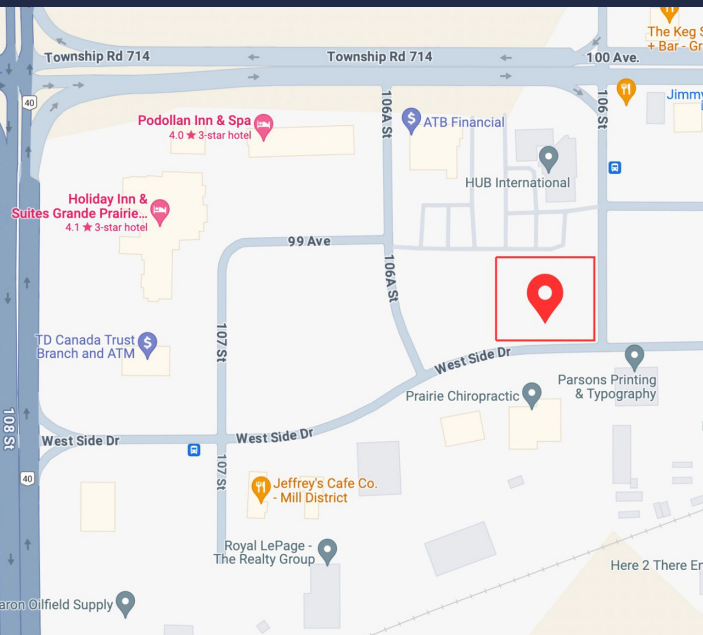 The Keg S
+ Bar - Gr
Township Rd 714
Township Rd 714
100 Ave.
40
Podollan Inn & Spa
4.0 ★ 3-star hotel
106A St
ATB Financial
106 St
Jimmy
HUB International
Holiday Inn &
Suites Grande Prairie...
4.1 ★ 3-star hotel
99 Ave
106A St
TD Canada Trust
Branch and ATM
107 St
West Side Dr
Parsons Printing
& Typography
Prairie Chiropractic
108 St
West Side Dr
West Side Dr
107 St
40
Jeffrey's Cafe Co.
- Mill District
Royal LePage -
The Realty Group
Here 2 There En
aron Oilfield Supply